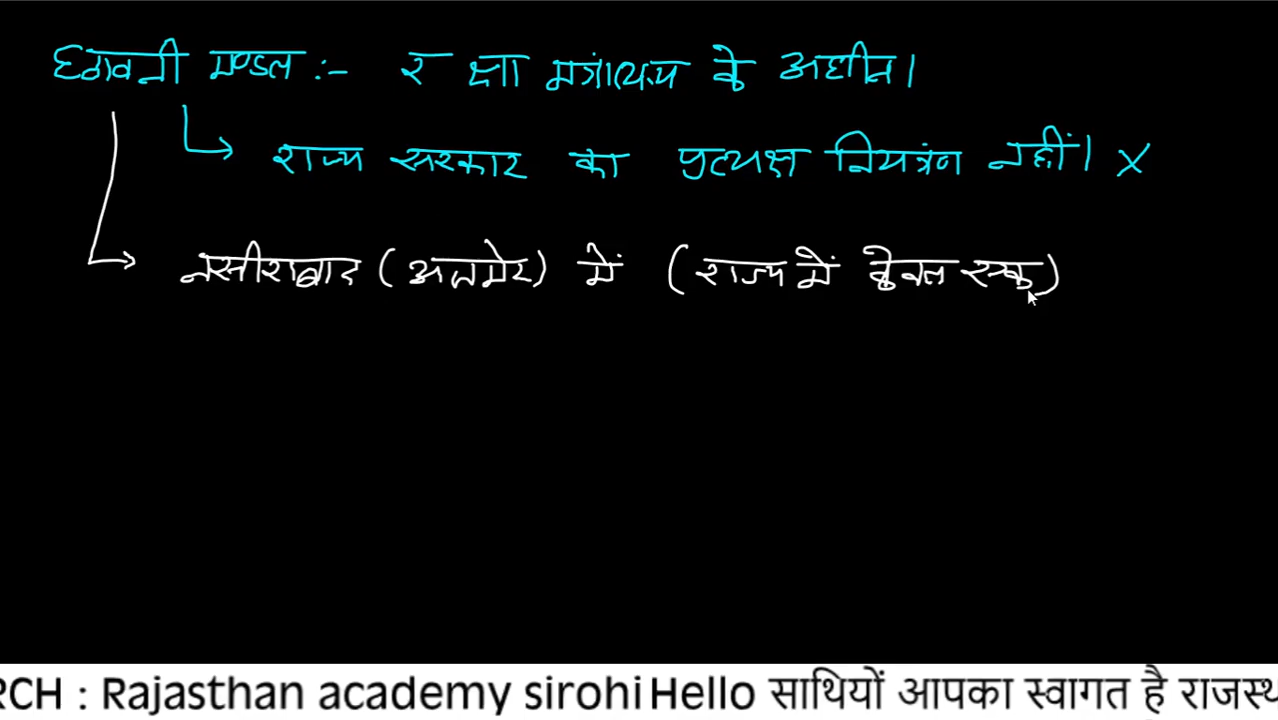 छावनी मण्डल :- रक्षा मंत्रालय के अधीन।
राज्य सरकार का प्रत्यक्ष नियंत्रण नहीं। X
नसीराबाद (अजमेर) में (राज्य में केवल एक)
RCH : Rajasthan academy sirohi Hello साथियों आपका स्वागत है राजस्थ